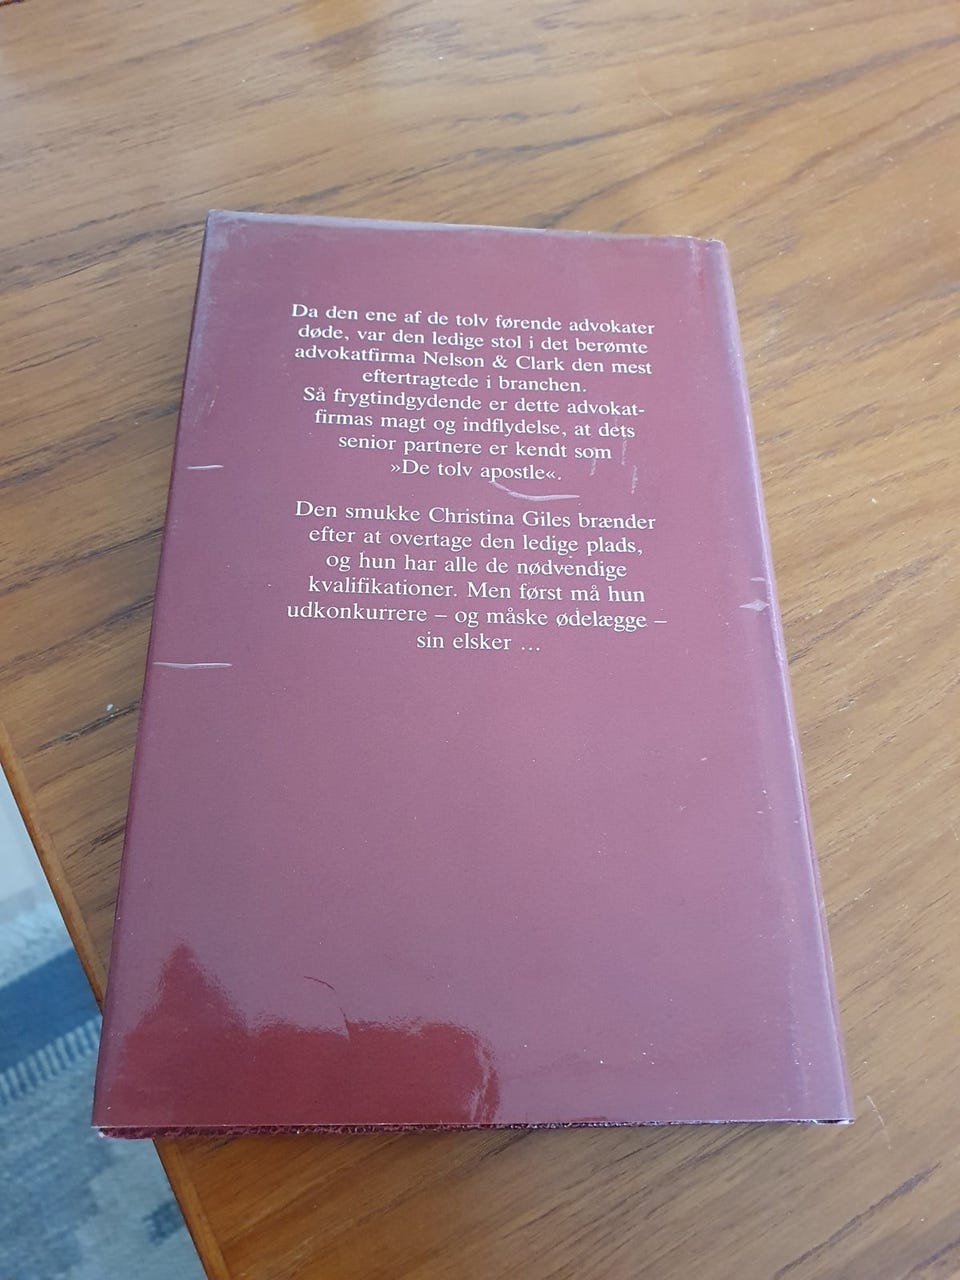 Da den ene af de tolv førende advokater
døde, var den ledige stol i det berømte
advokatfirma Nelson & Clark den mest
eftertragtede i branchen.
Så frygtindgydende er dette advokat-
firmas magt og indflydelse, at dets
senior partnere er kendt som
»De tolv apostle«.
Den smukke Christina Giles brænder
efter at overtage den ledige plads,
og hun har alle de nødvendige
kvalifikationer. Men først må hun
udkonkurrere – og måske ødelægge –
sin elsker ...